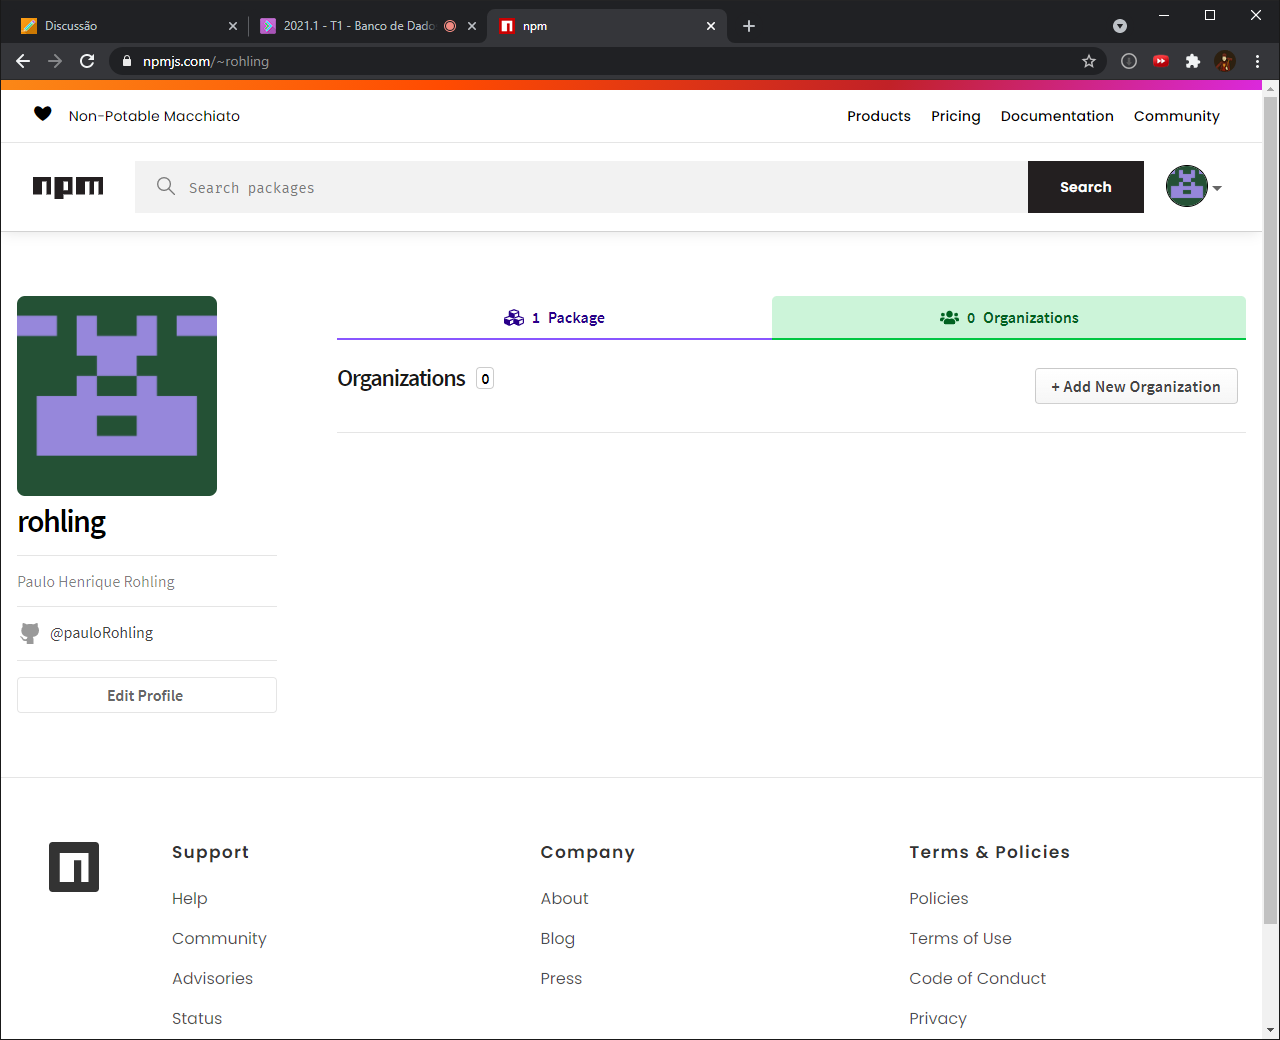 Discussão
2021.1 - T1 - Banco de Dado
npm
npmjs.com/~rohling
Non-Potable Macchiato
Products Pricing Documentation Community
npm
Search packages
Search
1 Package
0 Organizations
Organizations 0
+ Add New Organization
rohling
Paulo Henrique Rohling
@pauloRohling
Edit Profile
Support
Help
Community
Advisories
Status
Company
About
Blog
Press
Terms & Policies
Policies
Terms of Use
Code of Conduct
Privacy